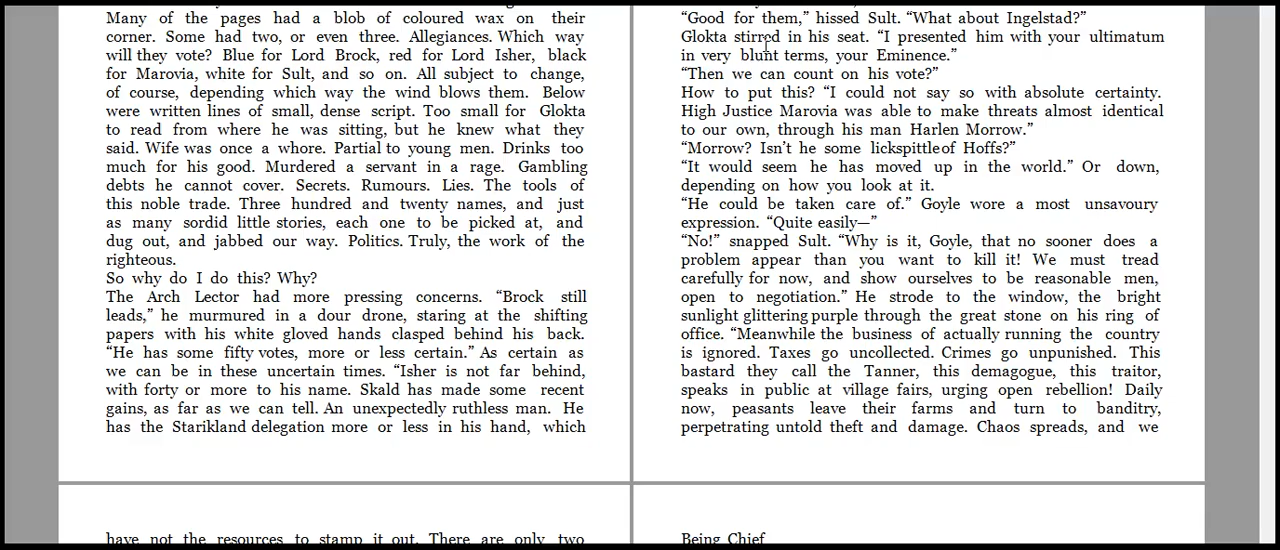 Many of the pages had a blob of coloured wax on their
corner. Some had two, or even three. Allegiances. Which way
will they vote? Blue for Lord Brock, red for Lord Isher, black
for Marovia, white for Sult, and so on. All subject to change,
of course, depending which way the wind blows them. Below
were written lines of small, dense script. Too small for Glokta
to read from where he was sitting, but he knew what they
said. Wife was once a whore. Partial to young men. Drinks too
much for his good. Murdered a servant in a rage. Gambling
debts he cannot cover. Secrets. Rumours. Lies. The tools of
this noble trade. Three hundred and twenty names, and just
as many sordid little stories, each one to be picked at, and
dug out, and jabbed our way. Politics. Truly, the work of the
righteous.
So why do I do this? Why?
The Arch Lector had more pressing concerns. “Brock still
leads,” he murmured in a dour drone, staring at the shifting
papers with his white gloved hands clasped behind his back.
“He has some fifty votes, more or less certain.” As certain as
we can be in these uncertain times. “Isher is not far behind,
with forty or more to his name. Skald has made some recent
gains, as far as we can tell. An unexpectedly ruthless man. He
has the Starikland delegation more or less in his hand, which
“Good for them,” hissed Sult. “What about Ingelstad?”
Glokta stirred in his seat. “I presented him with your ultimatum
in very blunt terms, your Eminence.”
“Then we can count on his vote?”
How to put this? “I could not say so with absolute certainty.
High Justice Marovia was able to make threats almost identical
to our own, through his man Harlen Morrow.”
“Morrow? Isn’t he some lickspittle of Hoffs?”
“It would seem he has moved up in the world.” Or down,
depending on how you look at it.
“He could be taken care of.” Goyle wore a most unsavoury
expression. “Quite easily—”
“No!” snapped Sult. “Why is it, Goyle, that no sooner does a
problem appear than you want to kill it! We must tread
carefully for now, and show ourselves to be reasonable men,
open to negotiation.” He strode to the window, the bright
sunlight glittering purple through the great stone on his ring of
office. “Meanwhile the business of actually running the country
is ignored. Taxes go uncollected. Crimes go unpunished. This
bastard they call the Tanner, this demagogue, this traitor,
speaks in public at village fairs, urging open rebellion! Daily
now, peasants leave their farms and turn to banditry,
perpetrating untold theft and damage. Chaos spreads, and we
have not the resources to stamp it out. There are only two
Being Chief